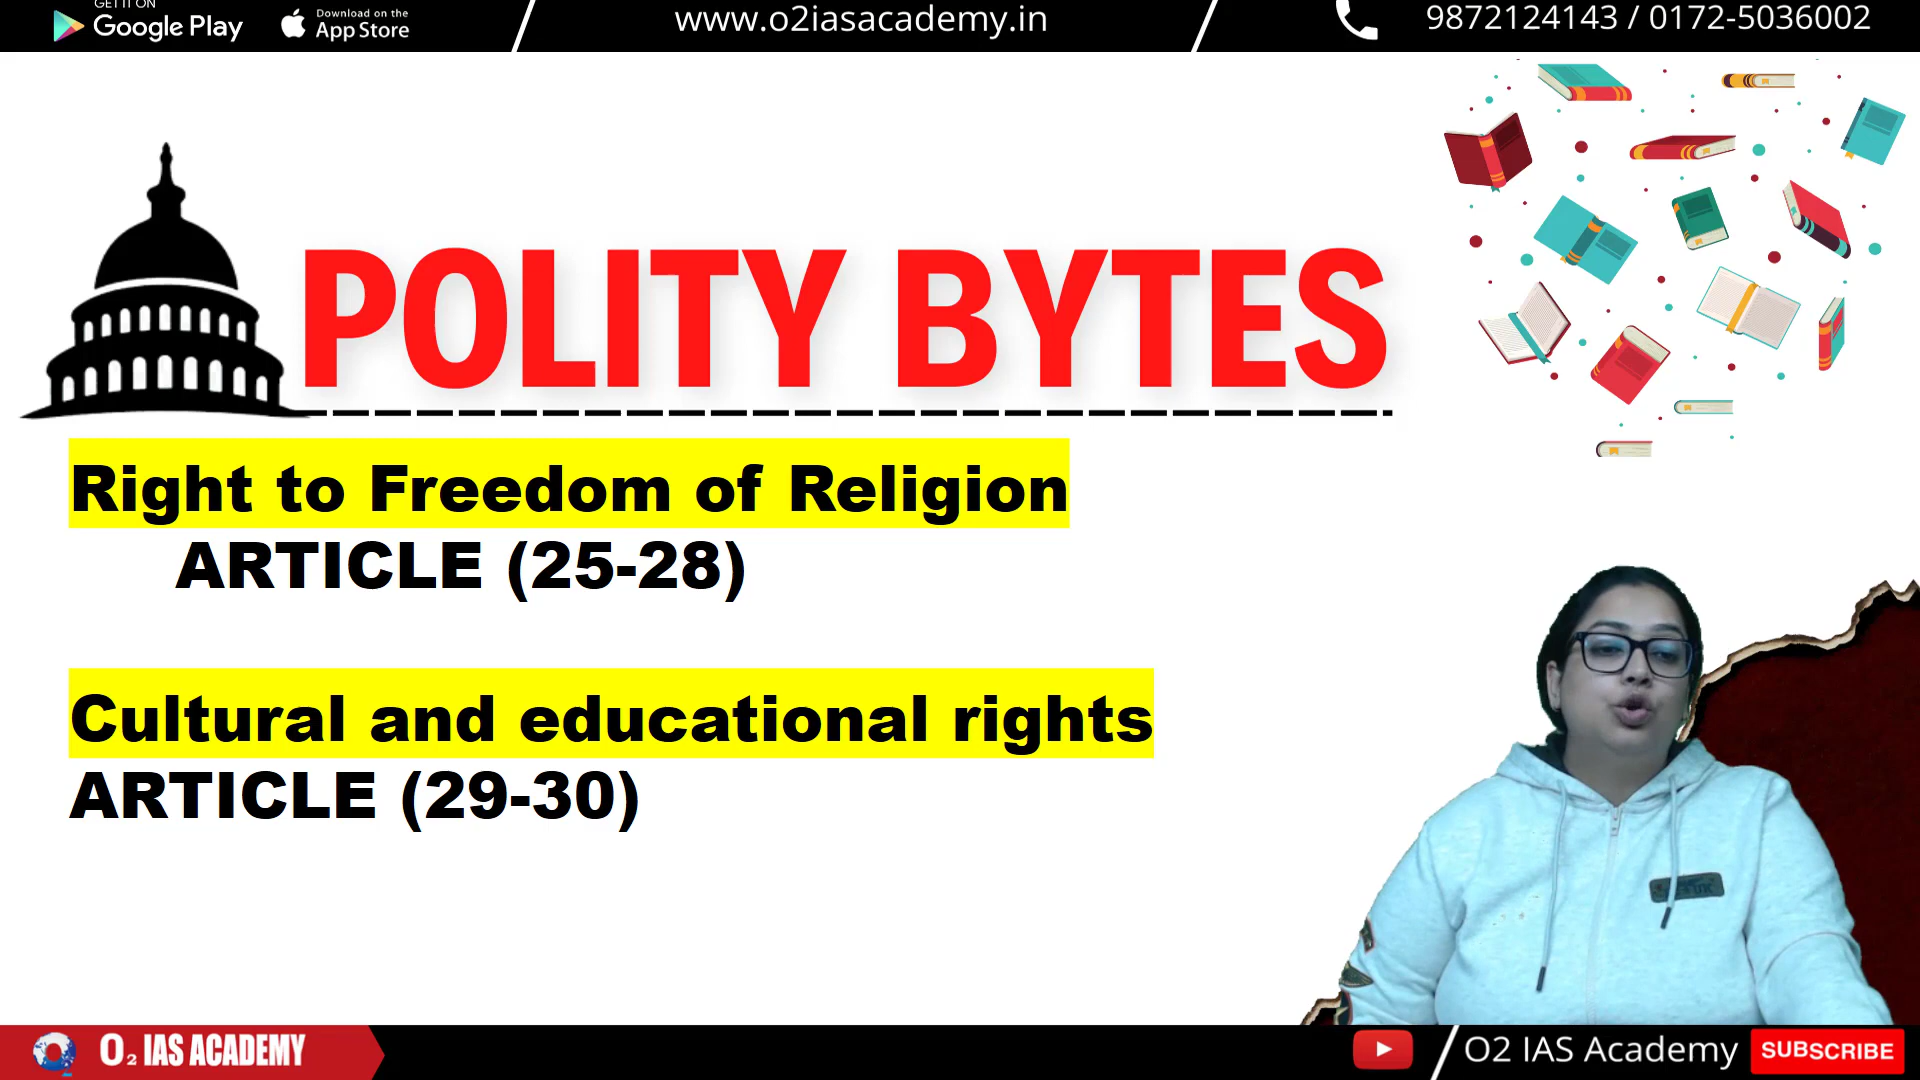 GET IT ON
Google Play
Download on the
App Store
www.o2iasacademy.in
9872124143 / 0172-5036002
POLITY BYTES
Right to Freedom of Religion
ARTICLE (25-28)
Cultural and educational rights
ARTICLE (29-30)
O2 IAS ACADEMY
O2 IAS Academy
SUBSCRIBE